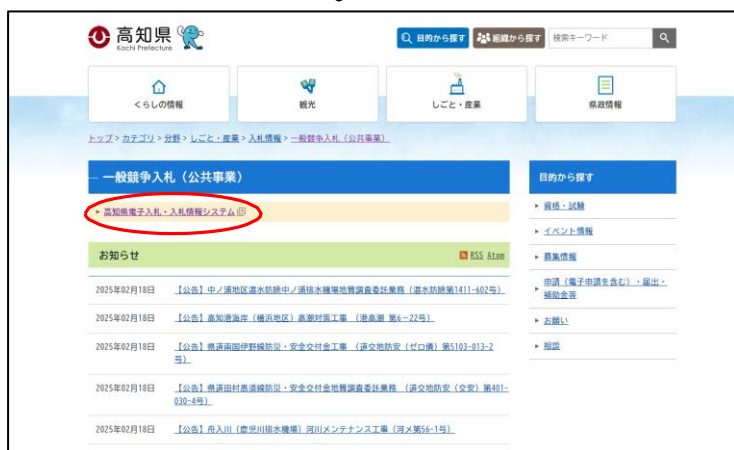 高知県
Kochi Prefecture
目的から探す
組織から探す
検索キーワード
くらしの情報
観光
しごと・産業
県政情報
トップ > カテゴリ > 分野 > しごと・産業 > 入札情報 > 一般競争入札（公共事業）
一般競争入札（公共事業）
高知県電子入札・入札情報システム
お知らせ
RSS Atom
2025年02月18日 【公告】中ノ浦地区湛水防除中ノ浦排水機場地質調査委託業務（湛水防除第1411-602号）
2025年02月18日 【公告】高知港海岸（横浜地区）高潮対策工事 （港高潮 第6－22号）
2025年02月18日 【公告】県道南国伊野線防災・安全交付金工事 （道交地防安（ゼロ債）第5103-013-2
号）
2025年02月18日 【公告】県道田村高須線防災・安全交付金地質調査委託業務 （道交地防安（交安）第401-
030-4号）
2025年02月18日 【公告】舟入川（鹿児川排水機場）河川メンテナンス工事（河メ第56-1号）
目的から探す
資格・試験
イベント情報
募集情報
申請（電子申請を含む）・届出・
補助金等
お願い
相談